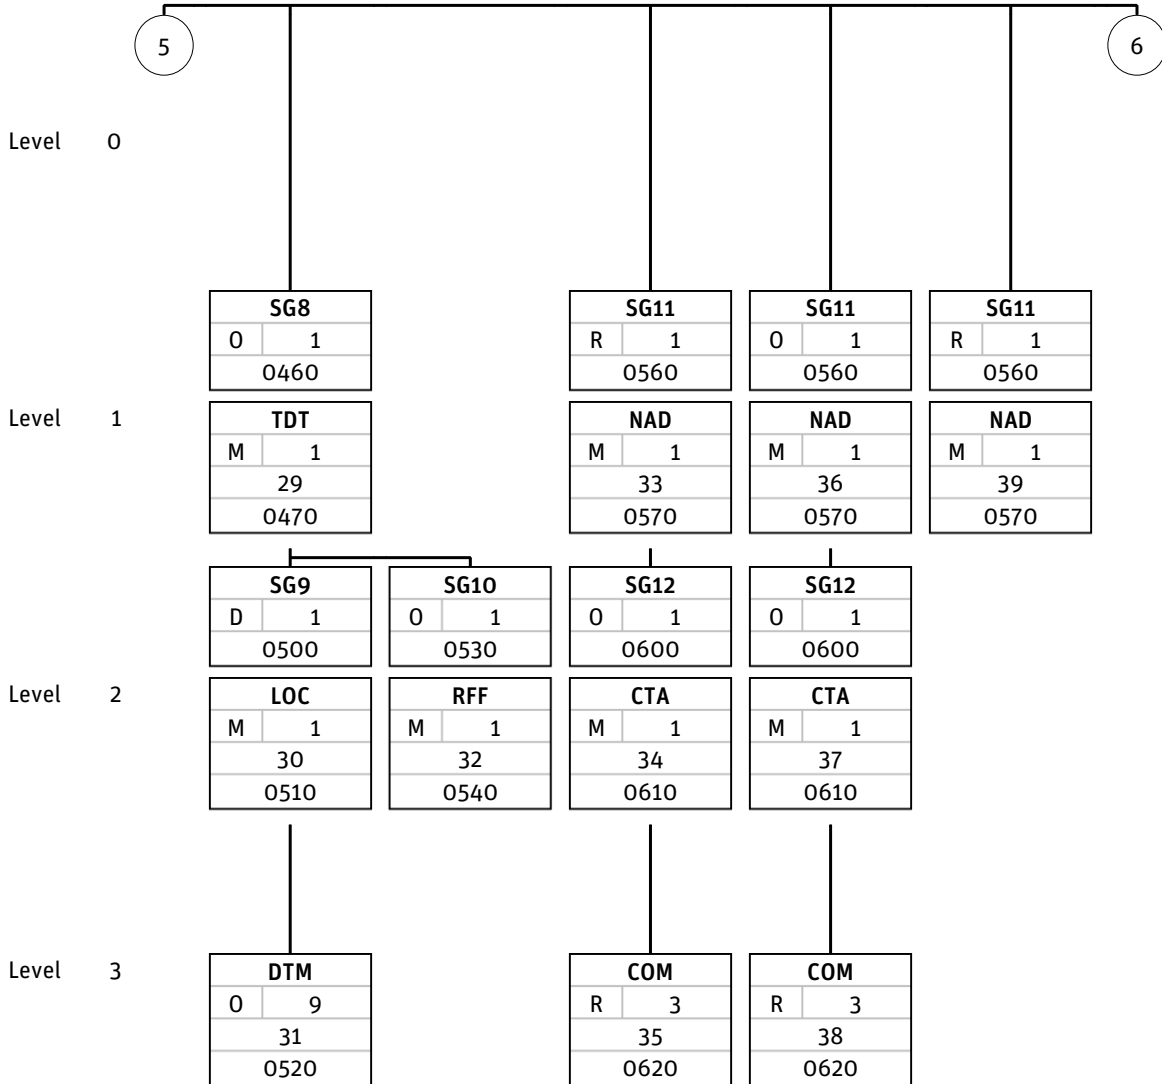 5 6
Level 0
SG8 SG11 SG11 SG11
O 1 R 1 O 1 R 1
0460 0560 0560 0560
Level 1 TDT NAD NAD NAD
M 1 M 1 M 1 M 1
29 33 36 39
0470 0570 0570 0570
SG9 SG10 SG12 SG12
D 1 O 1 O 1 O 1
0500 0530 0600 0600
Level 2 LOC RFF CTA CTA
M 1 M 1 M 1 M 1
30 32 34 37
0510 0540 0610 0610
Level 3 DTM COM COM
O 9 R 3 R 3
31 35 38
0520 0620 0620